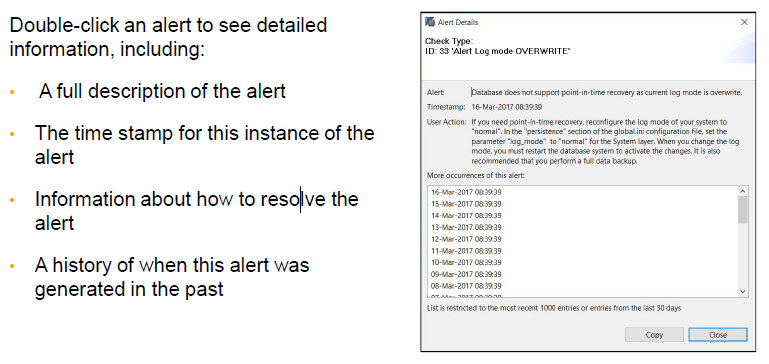 Double-click an alert to see detailed
information, including:
• A full description of the alert
• The time stamp for this instance of the
alert
• Information about how to resolve the
alert
• A history of when this alert was
generated in the past
Alert Details
Check Type:
ID: 33 'Alert Log mode OVERWRITE'
Alert: Database does not support point-in-time recovery as current log mode is overwrite.
Timestamp: 16-Mar-2017 08:39:39
User Action: If you need point-in-time recovery, reconfigure the log mode of your system to
"normal". In the "persistence" section of the global.ini configuration file, set the
parameter "log_mode" to "normal" for the System layer. When you change the log
mode, you must restart the database system to activate the changes. It is also
recommended that you perform a full data backup.
More occurrences of this alert:
16-Mar-2017 08:39:39
15-Mar-2017 08:39:39
14-Mar-2017 08:39:39
13-Mar-2017 08:39:39
12-Mar-2017 08:39:39
11-Mar-2017 08:39:39
10-Mar-2017 08:39:39
09-Mar-2017 08:39:39
08-Mar-2017 08:39:39
List is restricted to the most recent 1000 entries or entries from the last 30 days
Copy
Close